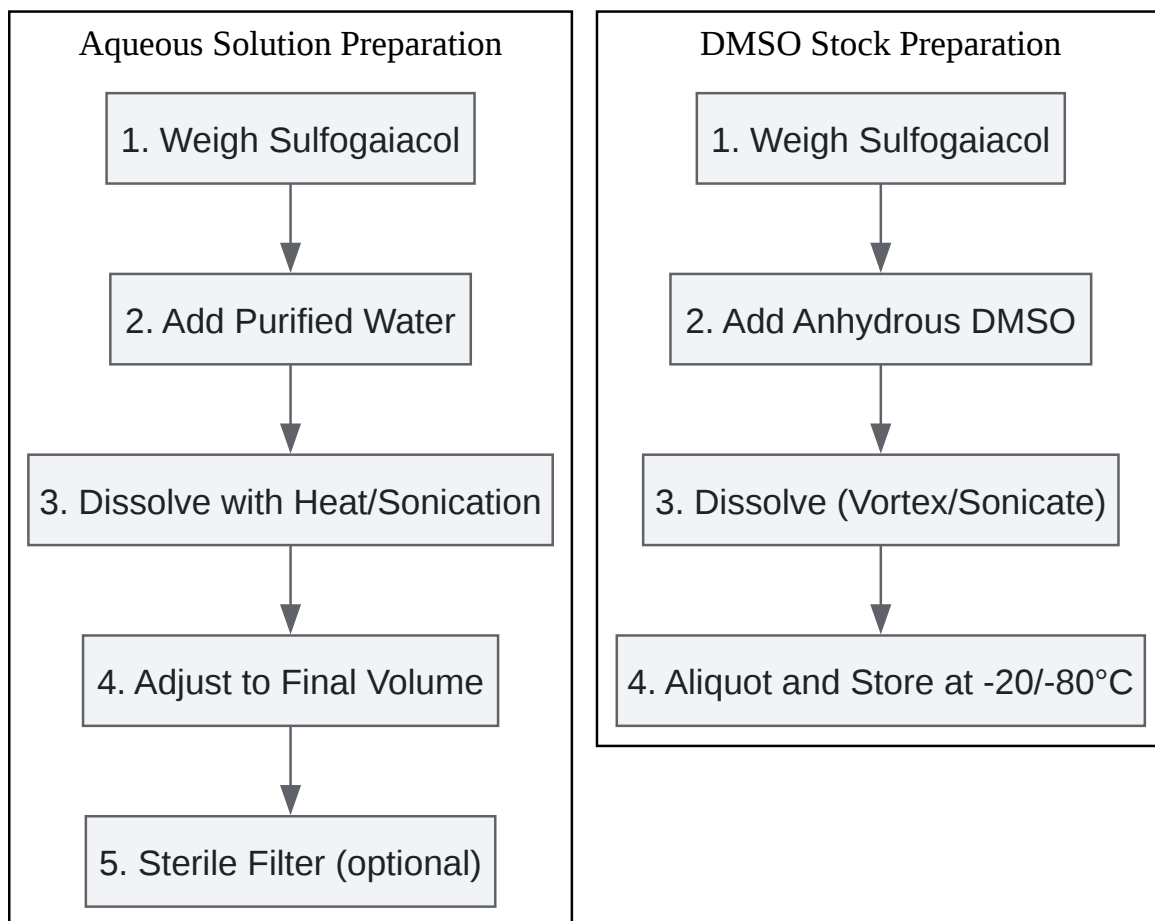 Aqueous Solution Preparation
1. Weigh Sulfogaiacol
2. Add Purified Water
3. Dissolve with Heat/Sonication
4. Adjust to Final Volume
5. Sterile Filter (optional)
DMSO Stock Preparation
1. Weigh Sulfogaiacol
2. Add Anhydrous DMSO
3. Dissolve (Vortex/Sonicate)
4. Aliquot and Store at -20/-80°C